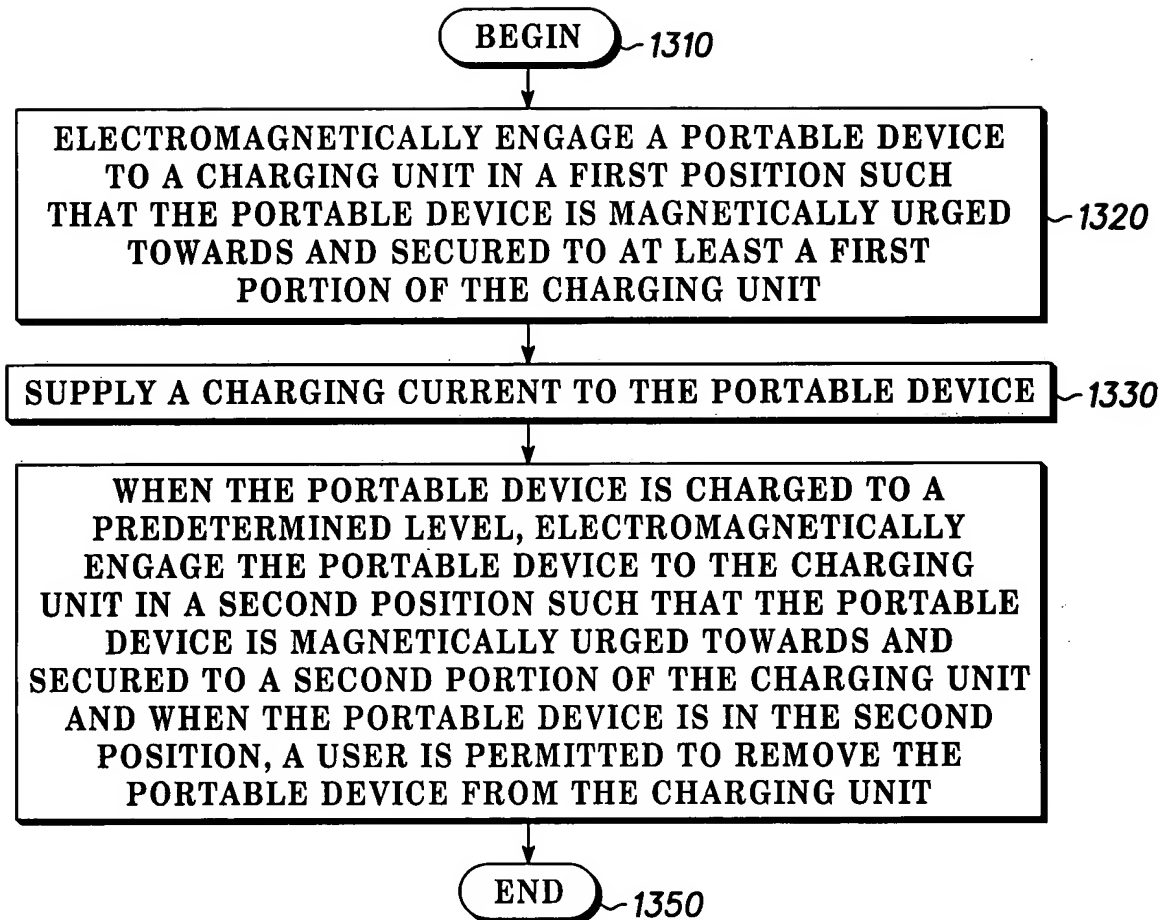 BEGIN 1310
ELECTROMAGNETICALLY ENGAGE A PORTABLE DEVICE
TO A CHARGING UNIT IN A FIRST POSITION SUCH
THAT THE PORTABLE DEVICE IS MAGNETICALLY URGED
TOWARDS AND SECURED TO AT LEAST A FIRST
PORTION OF THE CHARGING UNIT
1320
SUPPLY A CHARGING CURRENT TO THE PORTABLE DEVICE 1330
WHEN THE PORTABLE DEVICE IS CHARGED TO A
PREDETERMINED LEVEL, ELECTROMAGNETICALLY
ENGAGE THE PORTABLE DEVICE TO THE CHARGING
UNIT IN A SECOND POSITION SUCH THAT THE PORTABLE
DEVICE IS MAGNETICALLY URGED TOWARDS AND
SECURED TO A SECOND PORTION OF THE CHARGING UNIT
AND WHEN THE PORTABLE DEVICE IS IN THE SECOND
POSITION, A USER IS PERMITTED TO REMOVE THE
PORTABLE DEVICE FROM THE CHARGING UNIT
END 1350